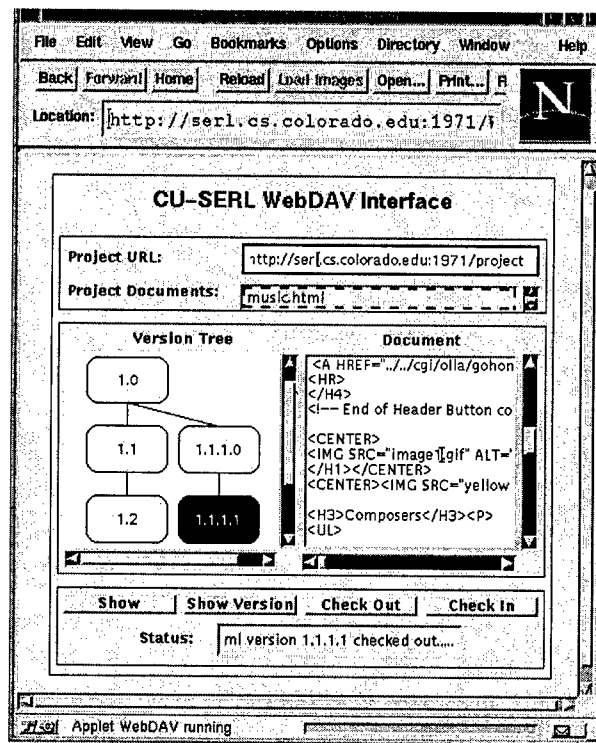 File Edit View Go Bookmarks Options Directory Window Help
Back Forward Home Reload Load Images Open... Print...
N
Location: http://serl.cs.colorado.edu:1971/
CU-SERL WebDAV Interface
Project URL: http://serl.cs.colorado.edu:1971/project
Project Documents: music.html
Version Tree
1.0
1.1 1.1.1.0
1.2 1.1.1.1
Document
<A HREF="../../cgi/olla/gohon
<HR>
</H4>
<!-- End of Header Button co
<CENTER>
<IMG SRC="image1.gif" ALT="
</H1></CENTER>
<CENTER><IMG SRC="yellow
<H3>Composers</H3><P>
<UL>
Show Show Version Check Out Check In
Status: ml version 1.1.1.1 checked out.....
Applet WebDAV running